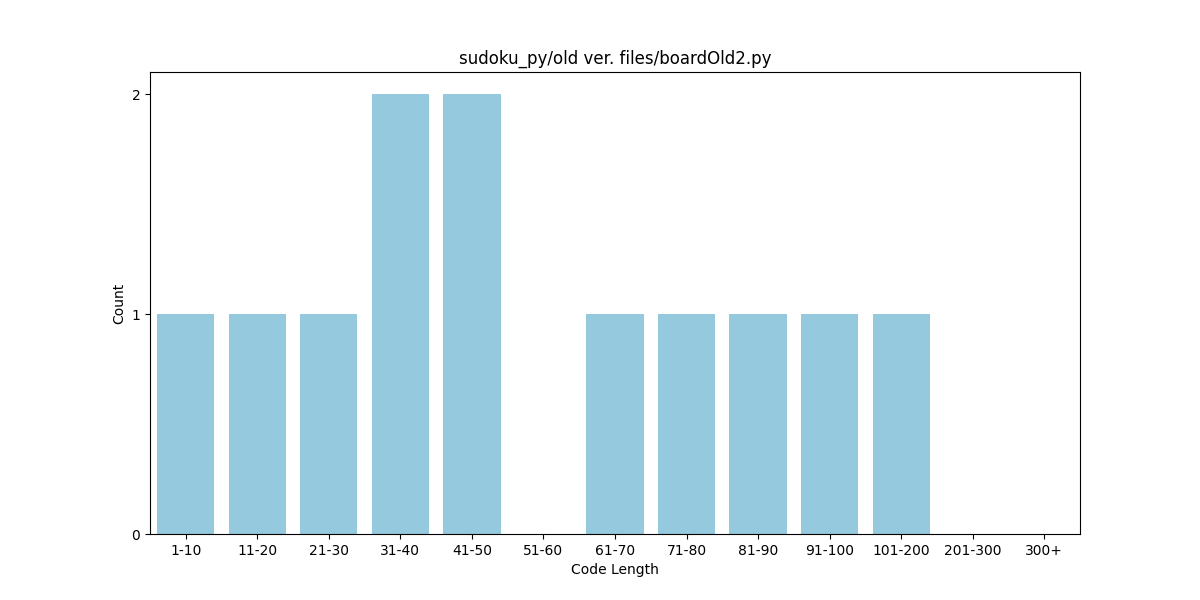 sudoku_py/old ver. files/boardOld2.py
2
1
0
Count
1-10 11-20 21-30 31-40 41-50 51-60 61-70 71-80 81-90 91-100 101-200 201-300 300+
Code Length